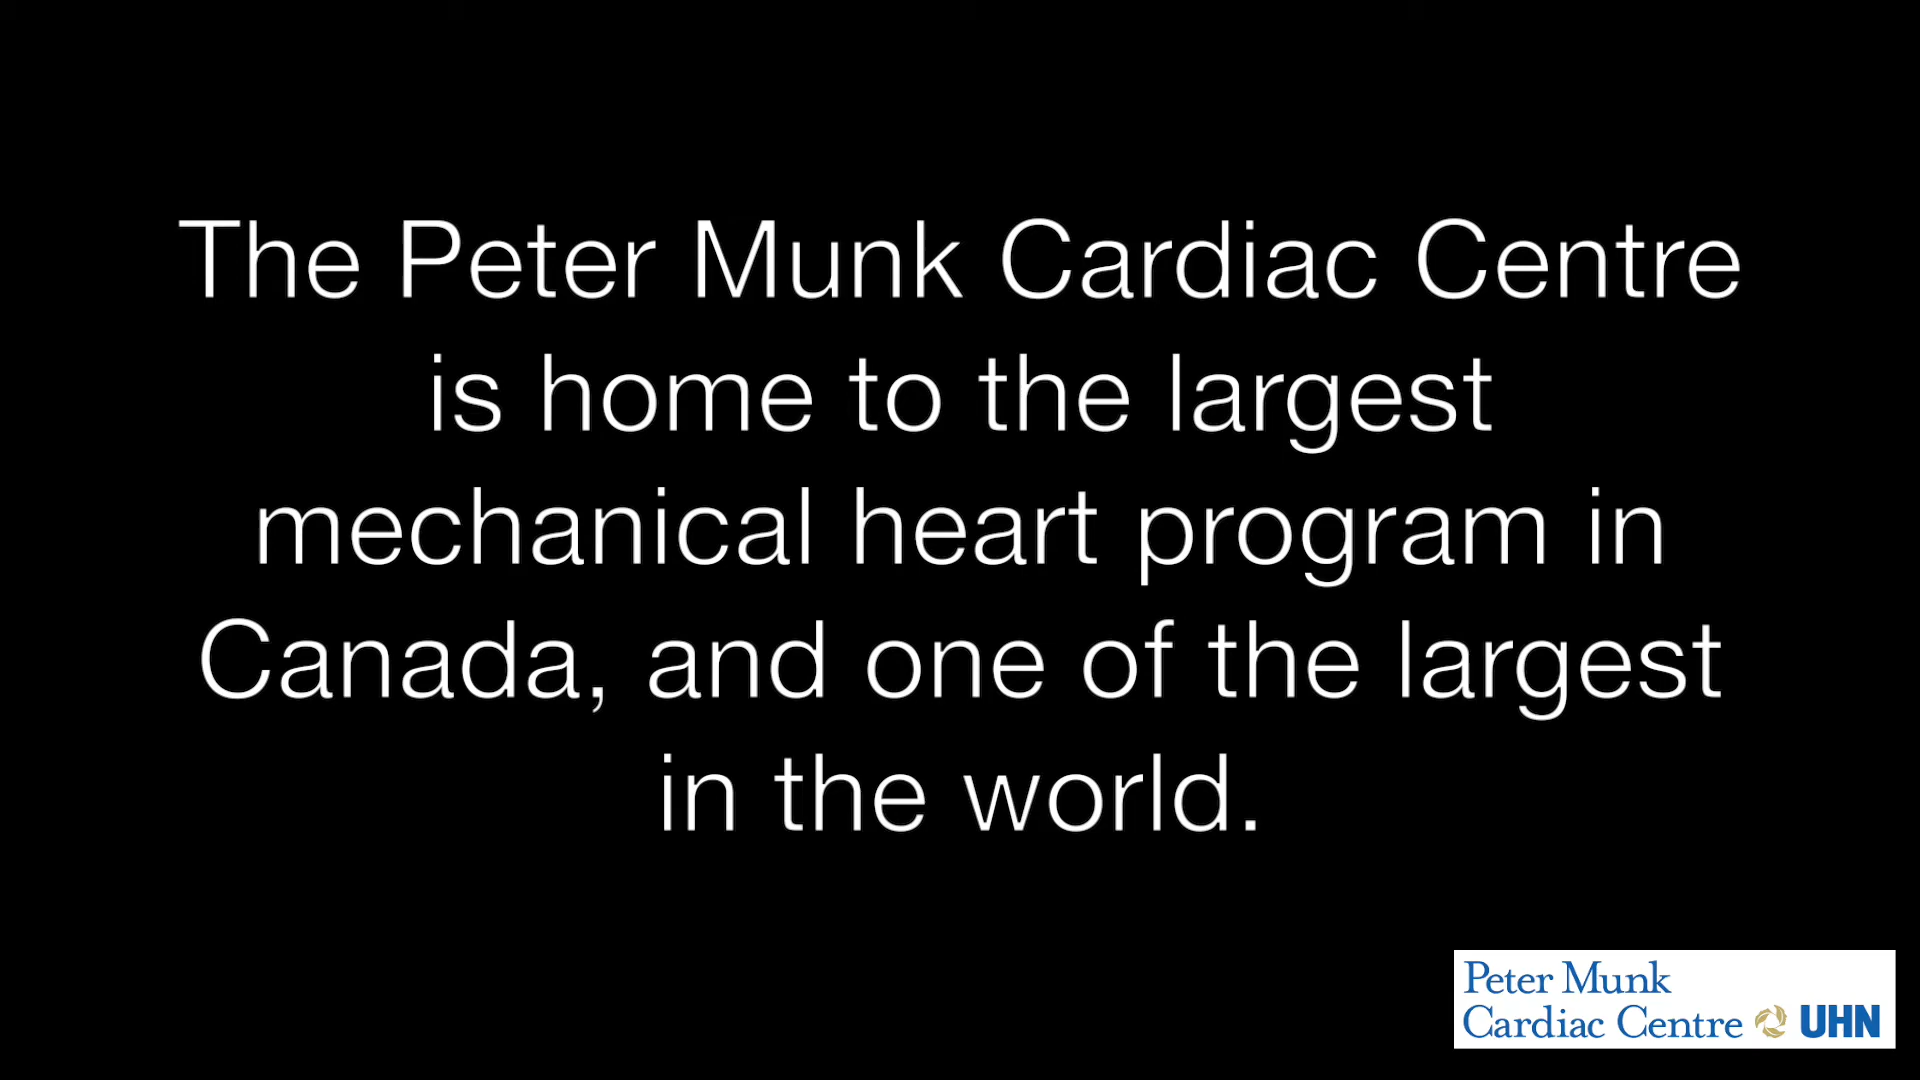 The Peter Munk Cardiac Centre
is home to the largest
mechanical heart program in
Canada, and one of the largest
in the world.
Peter Munk
Cardiac Centre UHN